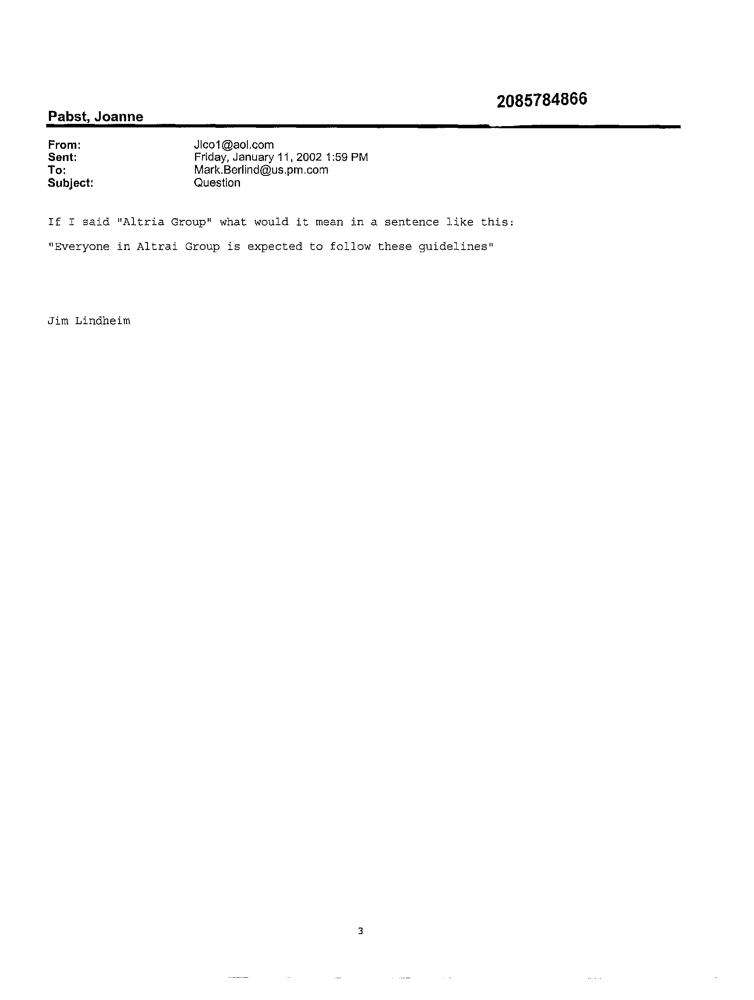 2085784866
Pabst, Joanne
From: Jlco1@aol.com
Sent: Friday, January 11, 2002 1:59 PM
To: Mark.Berlind@us.pm.com
Subject: Question
If I said "Altria Group" what would it mean in a sentence like this:
"Everyone in Altrai Group is expected to follow these guidelines"
Jim Lindheim
3